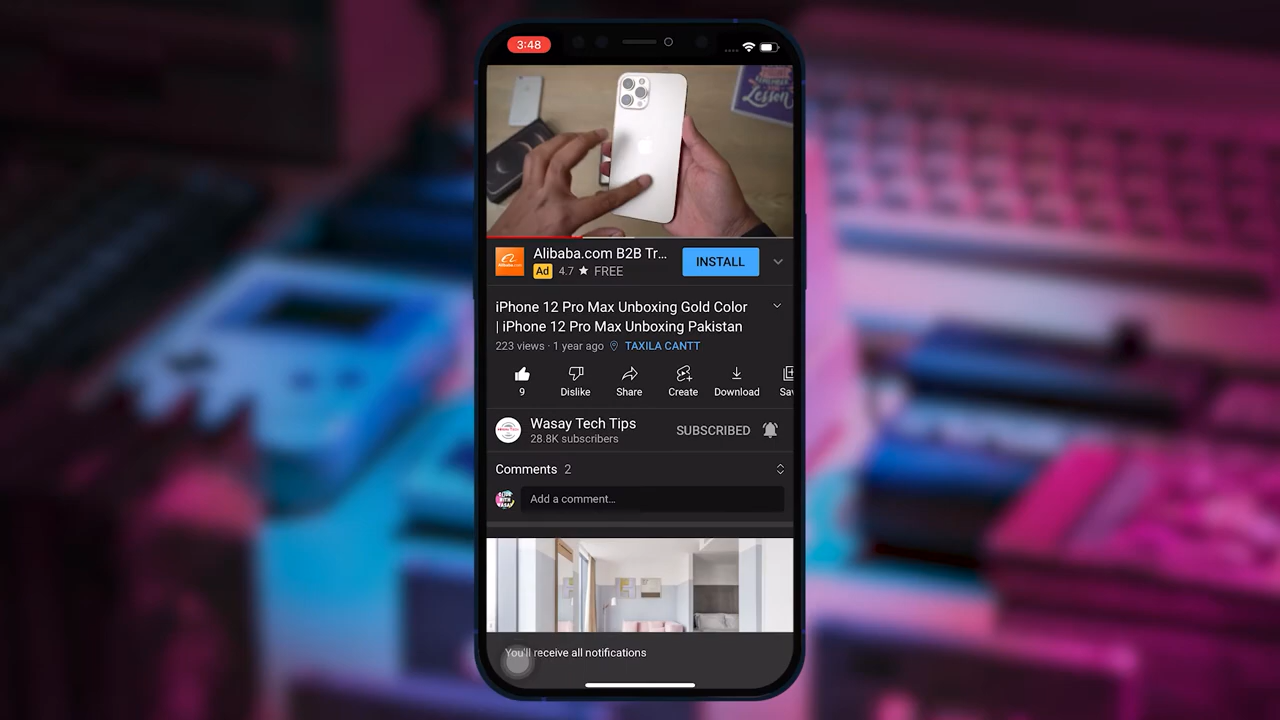 3:48
Lesson
Alibaba.com B2B Tr...
Ad 4.7 ★ FREE
INSTALL
iPhone 12 Pro Max Unboxing Gold Color
| iPhone 12 Pro Max Unboxing Pakistan
223 views · 1 year ago TAXILA CANTT
9 Dislike Share Create Download Sav
Wasay Tech Tips
28.8K subscribers
SUBSCRIBED
Comments 2
Add a comment...
You'll receive all notifications